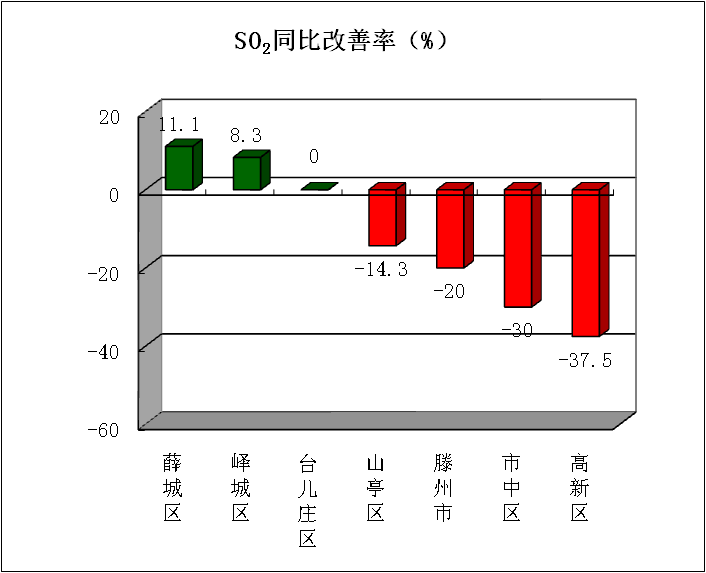 SO₂同比改善率（%）
20
0
-20
-40
-60
11.1
8.3
0
-14.3
-20
-30
-37.5
薛城区
峄城区
台儿庄区
山亭区
滕州市
市中区
高新区